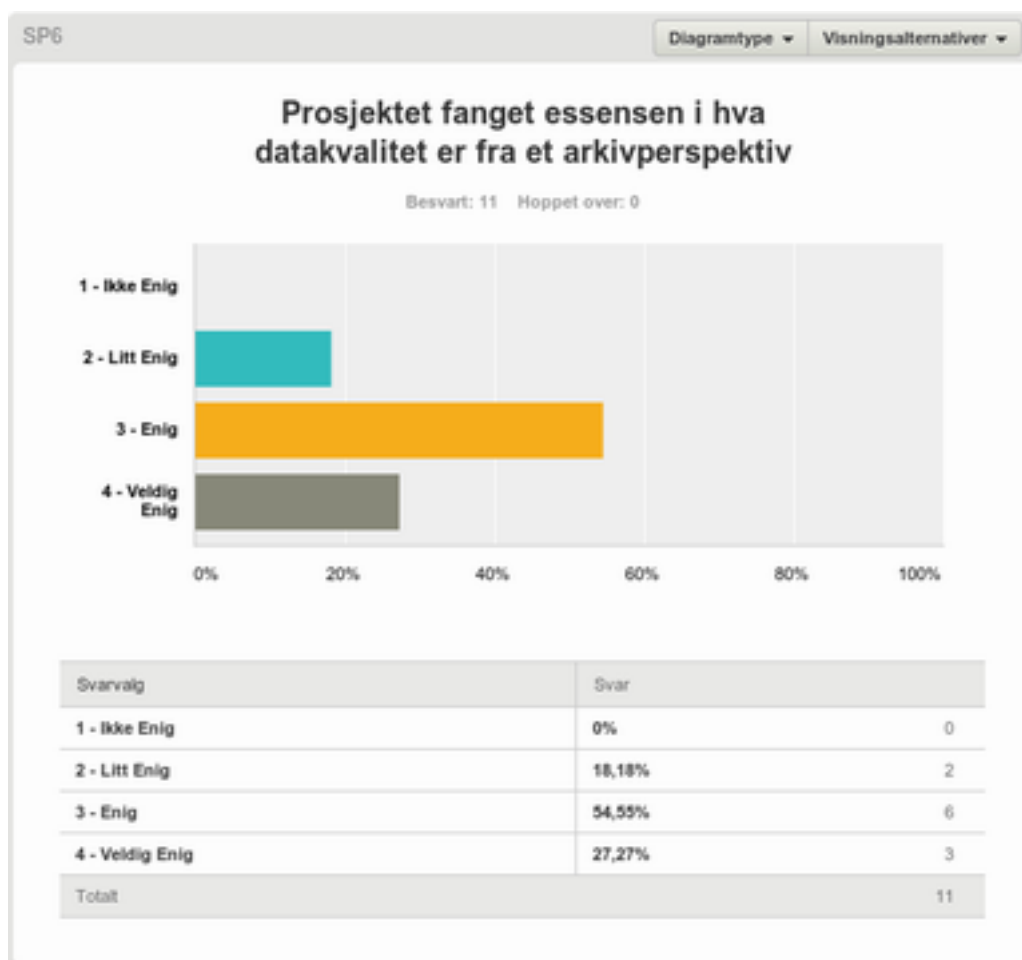 SP6
Diagramtype
Visningsalternativer
Prosjektet fanget essensen i hva
datakvalitet er fra et arkivperspektiv
Besvart: 11 Hoppet over: 0
1 - Ikke Enig
2 - Litt Enig
3 - Enig
4 - Veldig
Enig
0% 20% 40% 60% 80% 100%
Svarvalg Svar
1 - Ikke Enig 0% 0
2 - Litt Enig 18,18% 2
3 - Enig 54,55% 6
4 - Veldig Enig 27,27% 3
Totalt 11